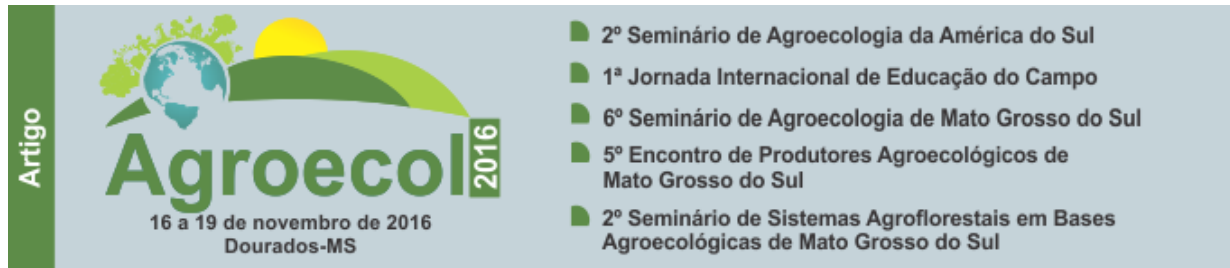 Artigo
Agroecol
2016
16 a 19 de novembro de 2016
Dourados-MS
2º Seminário de Agroecologia da América do Sul
1ª Jornada Internacional de Educação do Campo
6º Seminário de Agroecologia de Mato Grosso do Sul
5º Encontro de Produtores Agroecológicos de
Mato Grosso do Sul
2º Seminário de Sistemas Agroflorestais em Bases
Agroecológicas de Mato Grosso do Sul